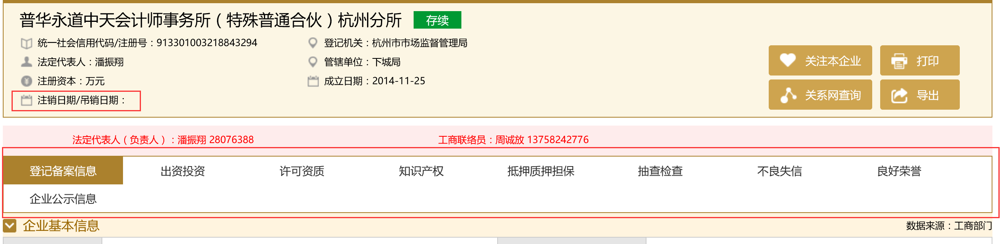 普华永道中天会计师事务所（特殊普通合伙）杭州分所 存续
统一社会信用代码/注册号：913301003218843294 登记机关：杭州市市场监督管理局
法定代表人：潘振翔 管辖单位：下城局
注册资本：万元 成立日期：2014-11-25
注销日期/吊销日期：
关注本企业 打印
关系网查询 导出
法定代表人（负责人）：潘振翔 28076388 工商联络员：周诚放 13758242776
登记备案信息 出资投资 许可资质 知识产权 抵押质押担保 抽查检查 不良失信 良好荣誉
企业公示信息
企业基本信息 数据来源：工商部门